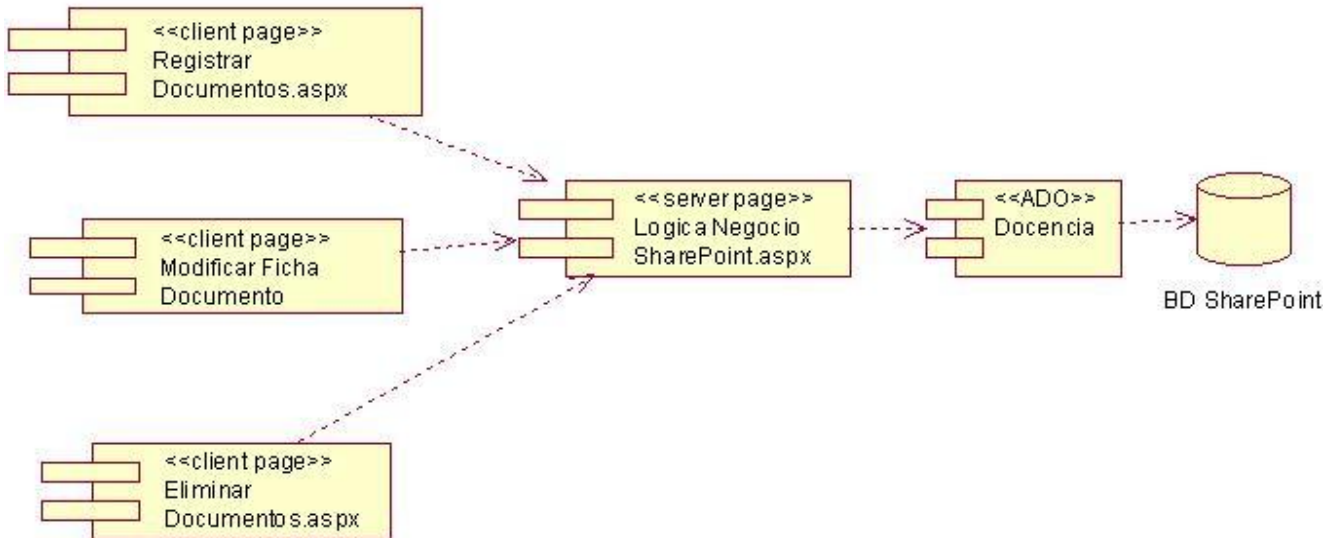 <<client page>>
Registrar
Documentos.aspx
<<client page>>
Modificar Ficha
Documento
<<client page>>
Eliminar
Documentos.aspx
<<server page>>
Logica Negocio
SharePoint.aspx
<<ADO>>
Docencia
BD SharePoint